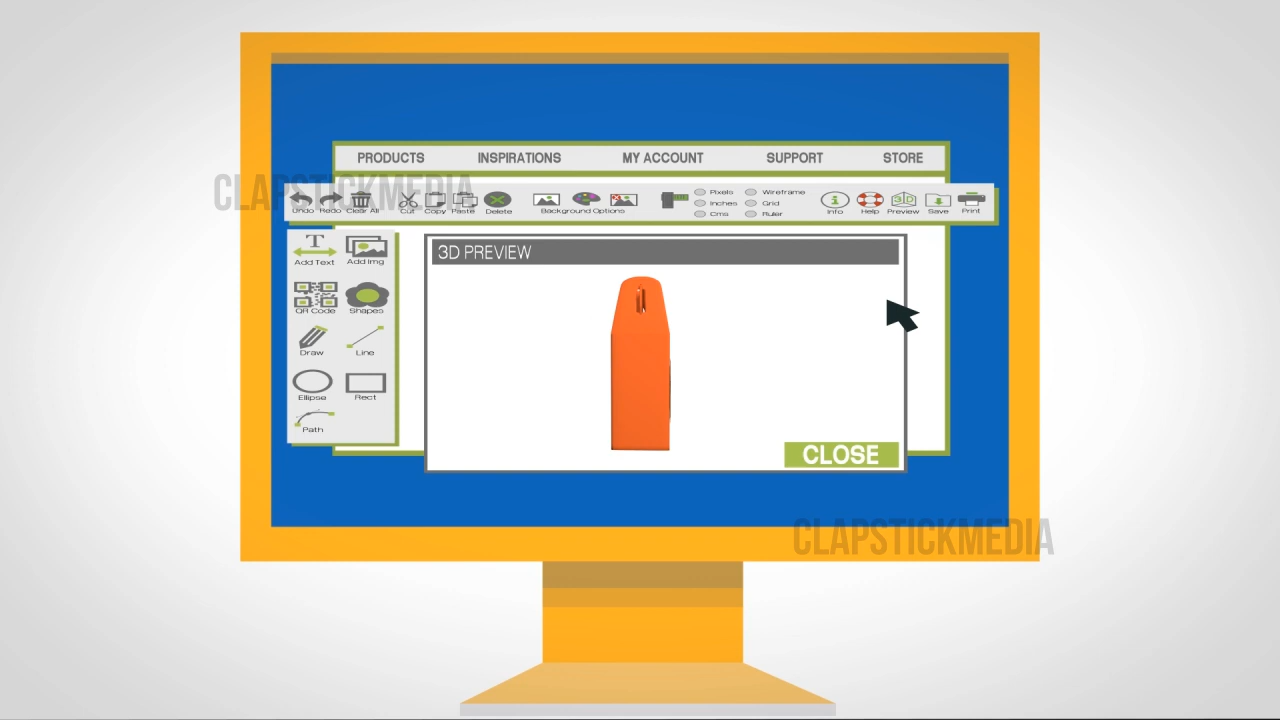 PRODUCTS INSPIRATIONS MY ACCOUNT SUPPORT STORE
CLAPSTICKMEDIA
Pixels Wireframe
Inches Grid
Cms Ruler
Undo Redo Clear All Cut Copy Paste Delete Background Options Info Help 3D Preview Save Print
T
Add Text Add Img
3D PREVIEW
QR Code Shapes
Draw Line
Ellipse Rect
Path
CLOSE
CLAPSTICKMEDIA